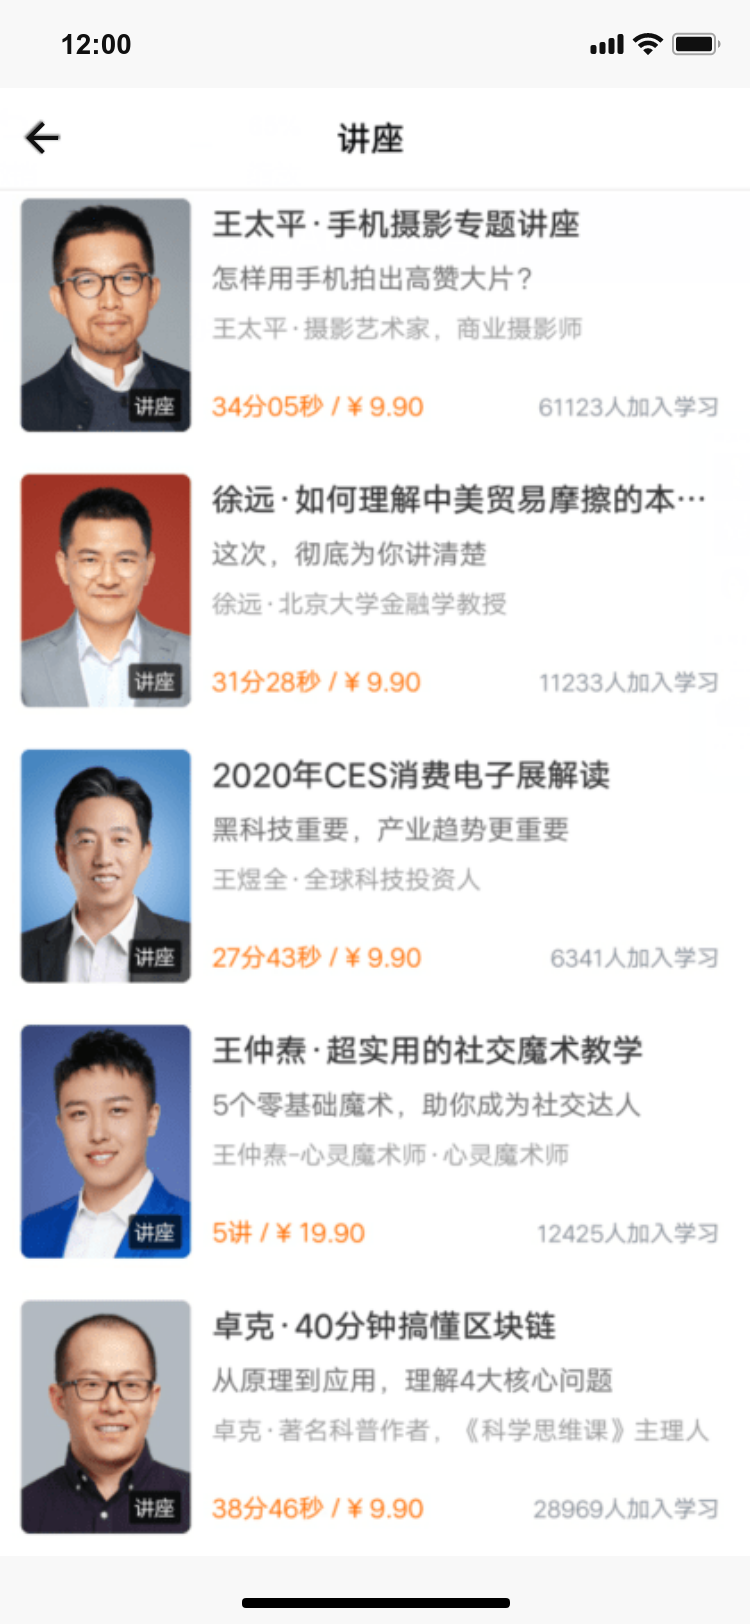 12:00
讲座
王太平·手机摄影专题讲座
怎样用手机拍出高赞大片?
王太平·摄影艺术家，商业摄影师
讲座
34分05秒 / ¥ 9.90
61123人加入学习
徐远·如何理解中美贸易摩擦的本…
这次，彻底为你讲清楚
徐远·北京大学金融学教授
讲座
31分28秒 / ¥ 9.90
11233人加入学习
2020年CES消费电子展解读
黑科技重要，产业趋势更重要
王煜全·全球科技投资人
讲座
27分43秒 / ¥ 9.90
6341人加入学习
王仲焘·超实用的社交魔术教学
5个零基础魔术，助你成为社交达人
王仲焘-心灵魔术师·心灵魔术师
讲座
5讲 / ¥ 19.90
12425人加入学习
卓克·40分钟搞懂区块链
从原理到应用，理解4大核心问题
卓克·著名科普作者，《科学思维课》主理人
讲座
38分46秒 / ¥ 9.90
28969人加入学习